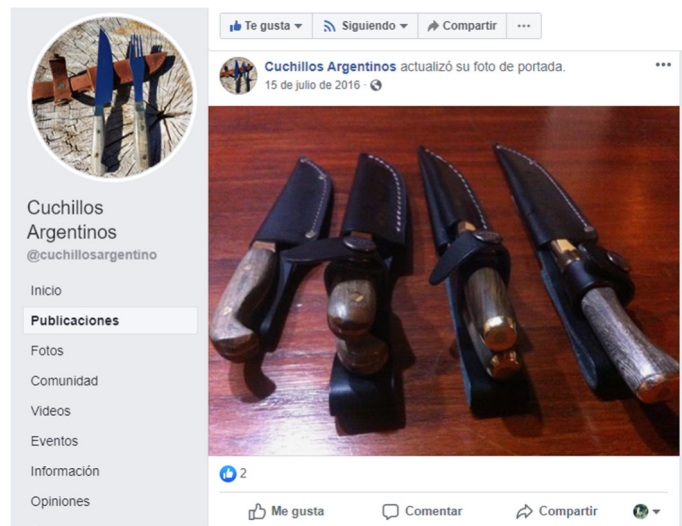 Te gusta
Siguiendo
Compartir
Cuchillos Argentinos actualizó su foto de portada.
15 de julio de 2016 ·
Cuchillos
Argentinos
@cuchillosargentino
Inicio
Publicaciones
Fotos
Comunidad
Videos
Eventos
Información
Opiniones
2
Me gusta
Comentar
Compartir